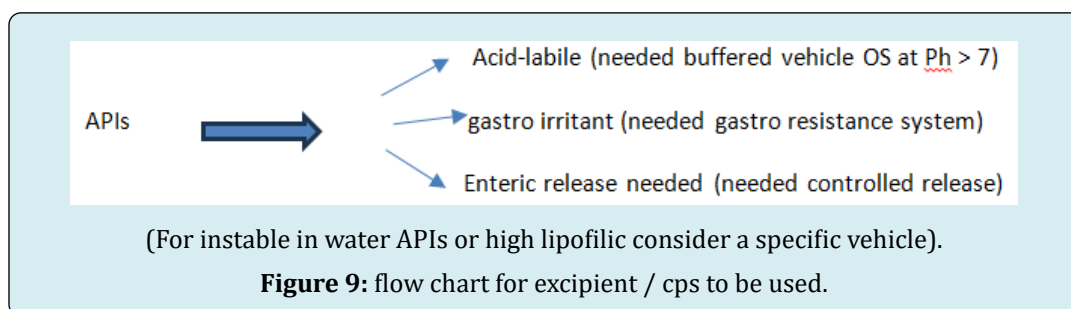 Acid-labile (needed buffered vehicle OS at Ph > 7)
APIs
gastro irritant (needed gastro resistance system)
Enteric release needed (needed controlled release)
(For instable in water APIs or high lipofilic consider a specific vehicle).
Figure 9: flow chart for excipient / cps to be used.